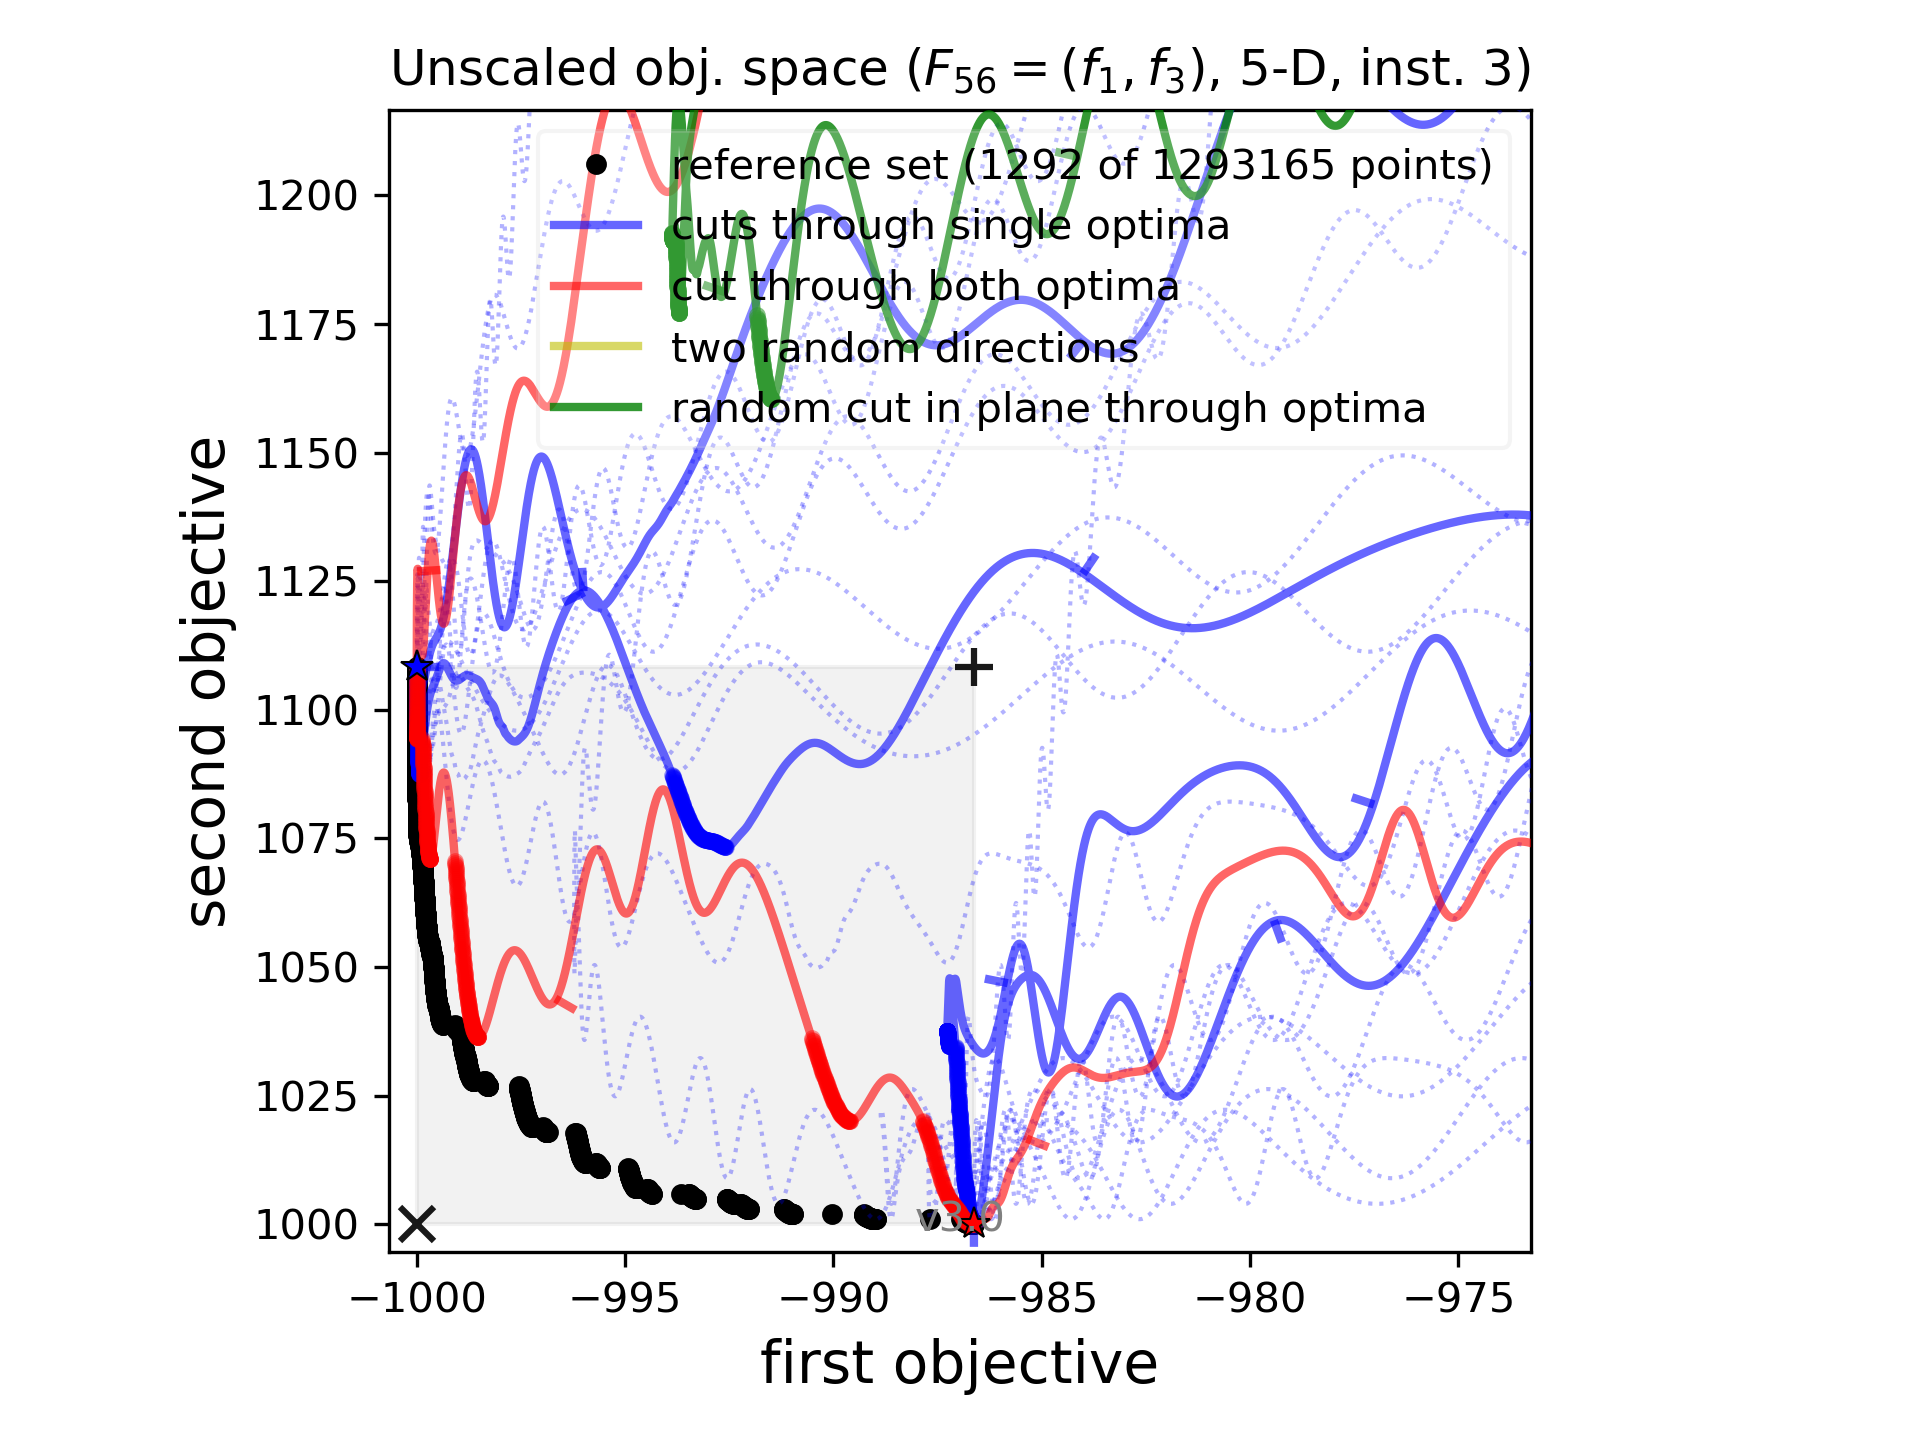 Unscaled obj. space (F56 = (f1, f3), 5-D, inst. 3)
reference set (1292 of 1293165 points)
cuts through single optima
cut through both optima
two random directions
random cut in plane through optima
second objective
1200
1175
1150
1125
1100
1075
1050
1025
1000
v3.0
−1000 −995 −990 −985 −980 −975
first objective